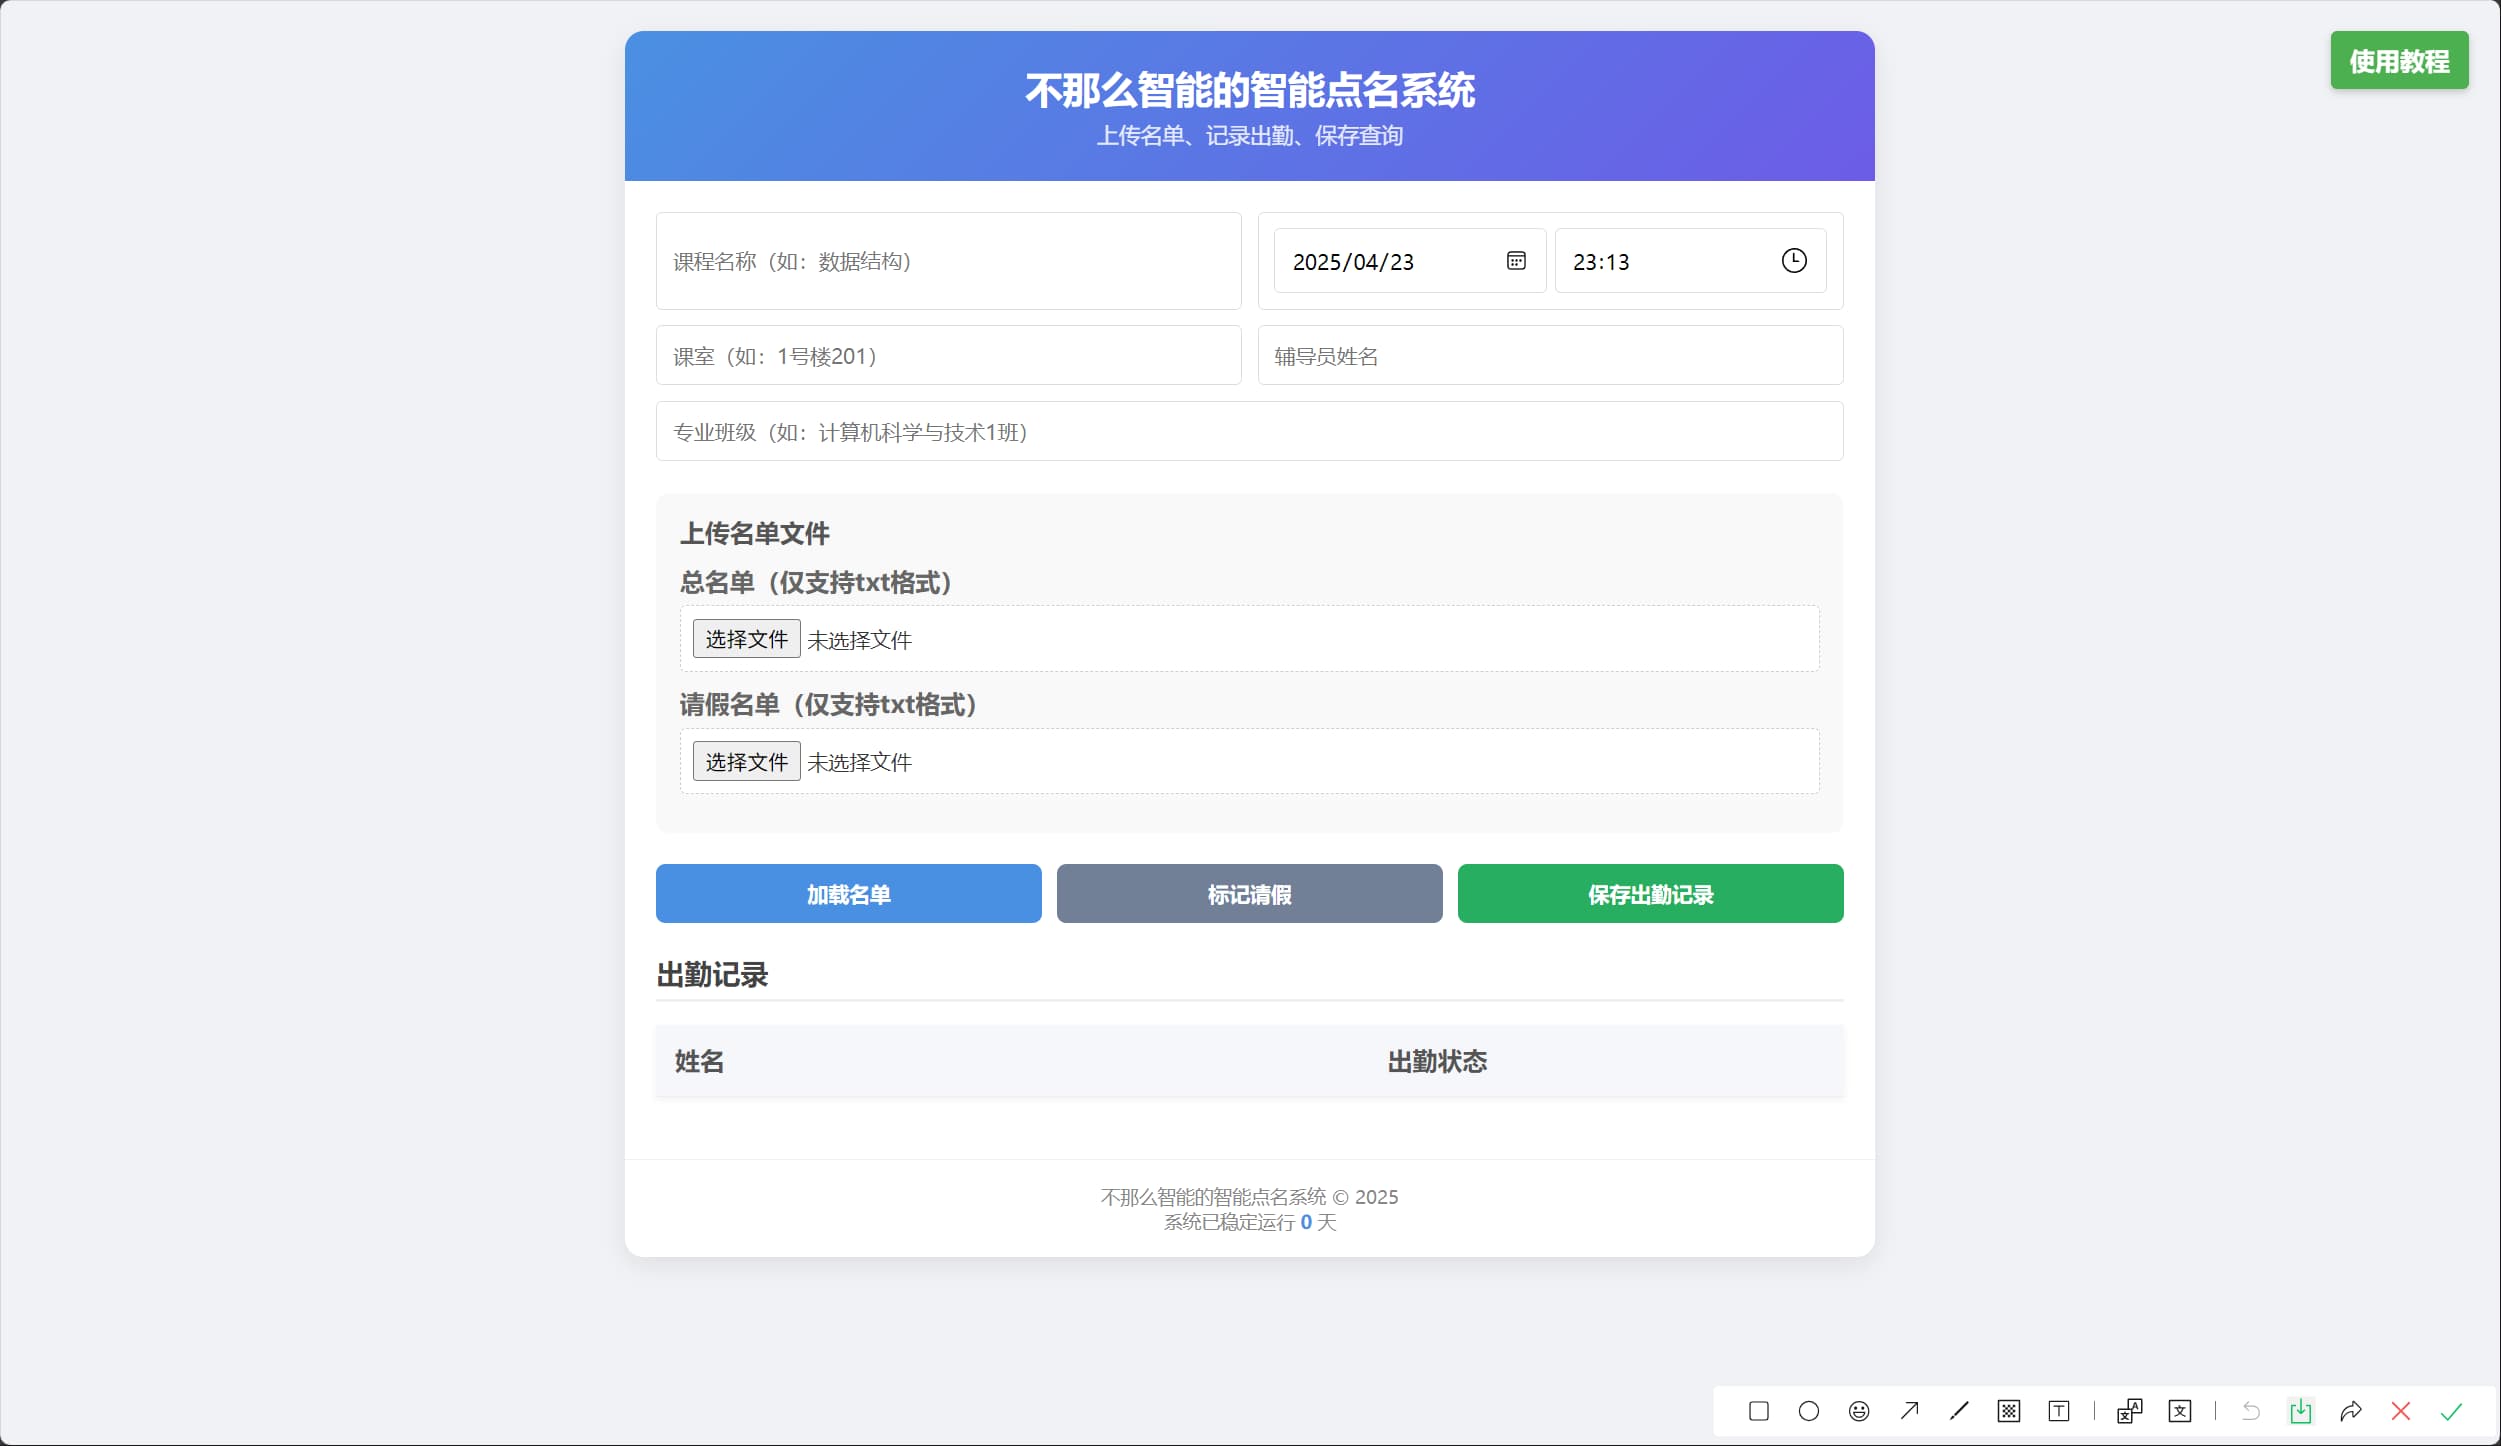 不那么智能的智能点名系统
上传名单、记录出勤、保存查询
使用教程
课程名称（如：数据结构）
2025/04/23
23:13
课室（如：1号楼201）
辅导员姓名
专业班级（如：计算机科学与技术1班）
上传名单文件
总名单（仅支持txt格式）
选择文件 未选择文件
请假名单（仅支持txt格式）
选择文件 未选择文件
加载名单
标记请假
保存出勤记录
出勤记录
姓名
出勤状态
不那么智能的智能点名系统 © 2025
系统已稳定运行 0 天